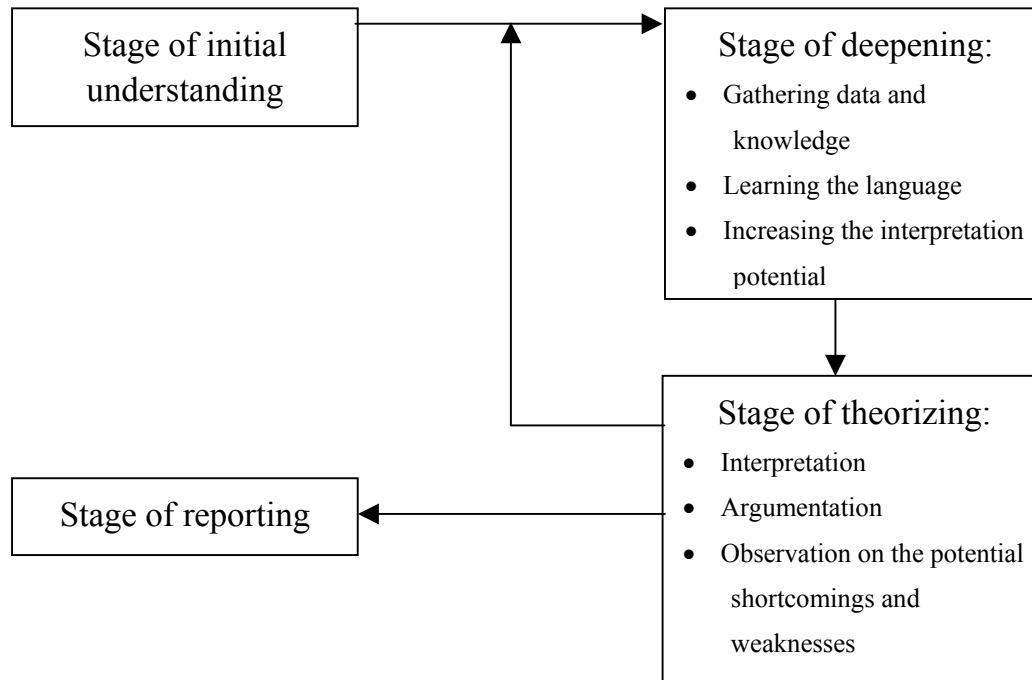 Stage of initial
understanding
Stage of deepening:
• Gathering data and
knowledge
• Learning the language
• Increasing the interpretation
potential
Stage of theorizing:
• Interpretation
• Argumentation
• Observation on the potential
shortcomings and
weaknesses
Stage of reporting